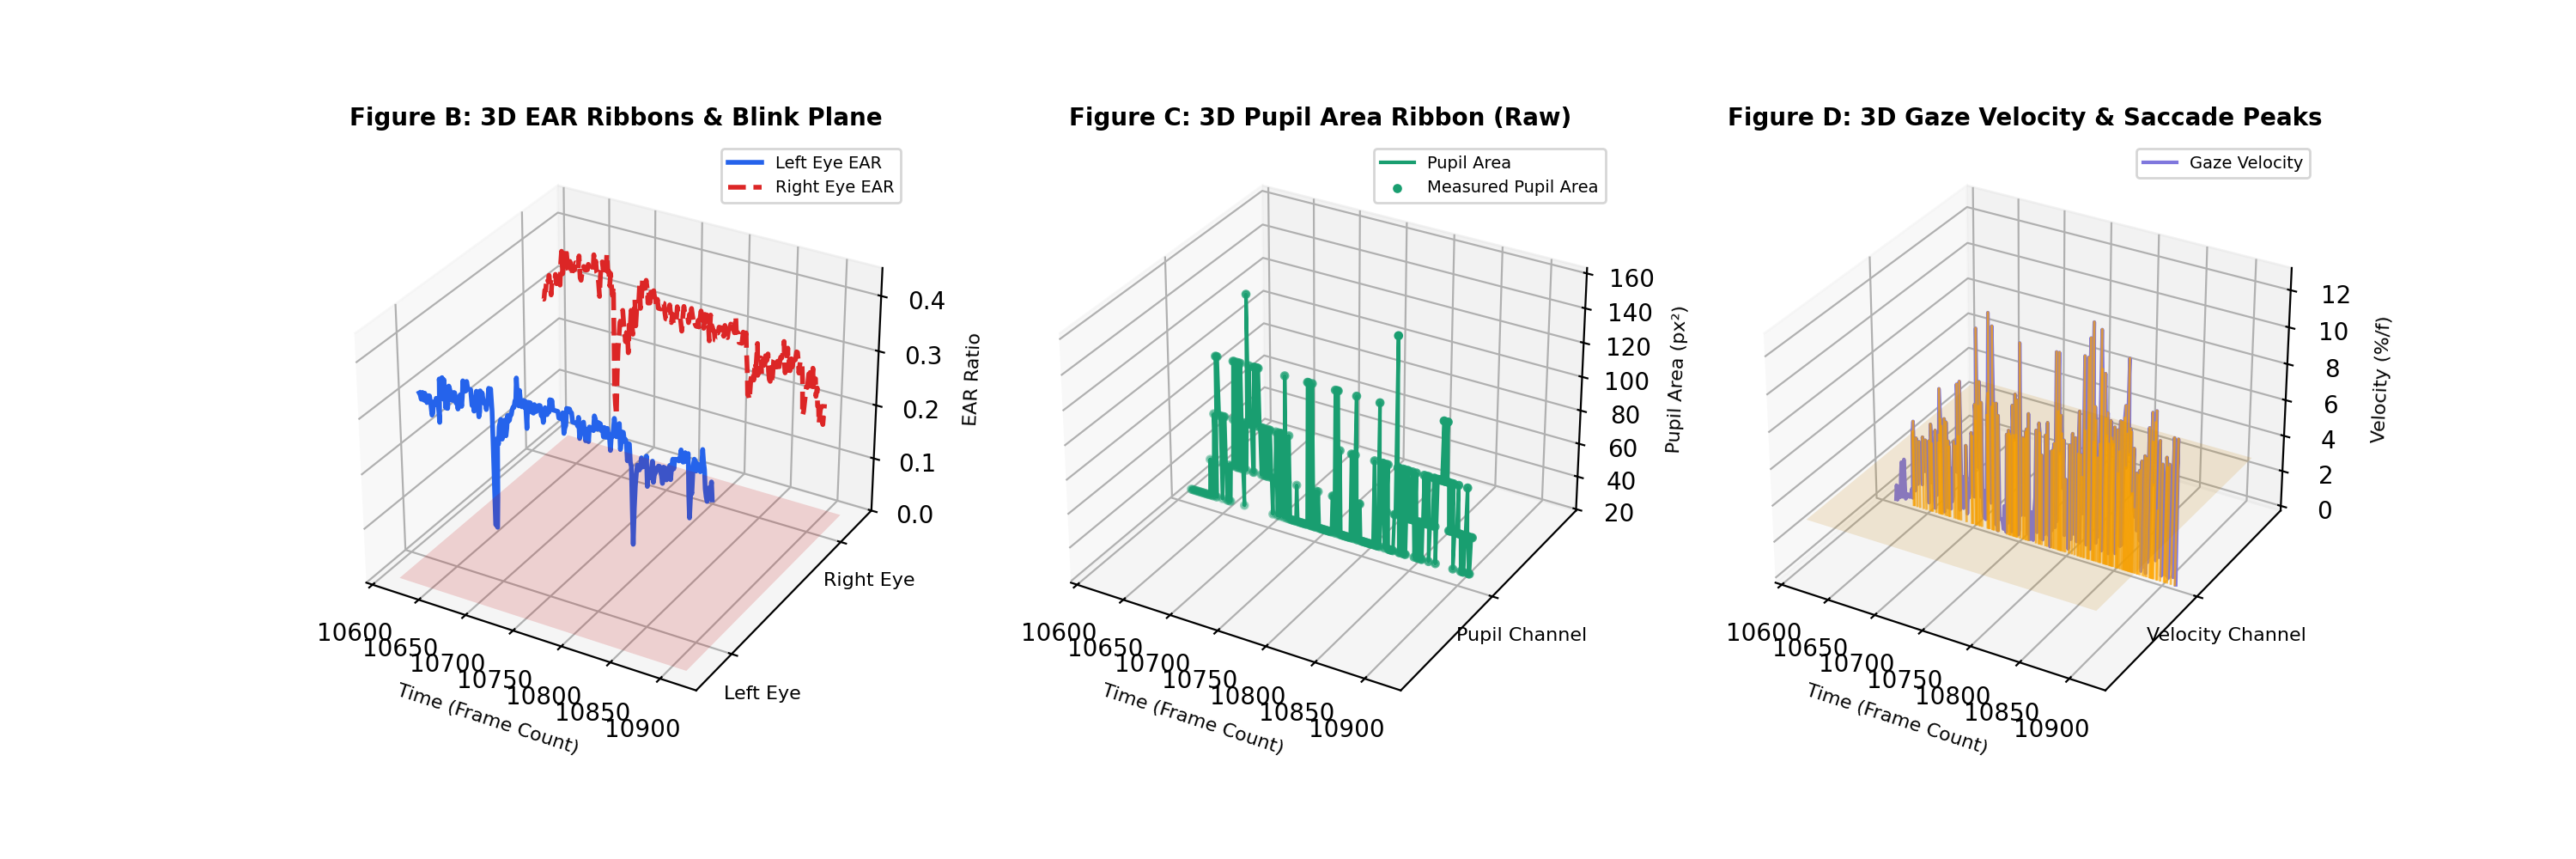 Figure B: 3D EAR Ribbons & Blink Plane
Left Eye EAR
Right Eye EAR
0.4
0.3
0.2
0.1
0.0
EAR Ratio
Right Eye
Left Eye
10600
10650
10700
10750
10800
10850
10900
Time (Frame Count)
Figure C: 3D Pupil Area Ribbon (Raw)
Pupil Area
Measured Pupil Area
160
140
120
100
80
60
40
20
Pupil Area (px²)
Pupil Channel
10600
10650
10700
10750
10800
10850
10900
Time (Frame Count)
Figure D: 3D Gaze Velocity & Saccade Peaks
Gaze Velocity
12
10
8
6
4
2
0
Velocity (%/f)
Velocity Channel
10600
10650
10700
10750
10800
10850
10900
Time (Frame Count)